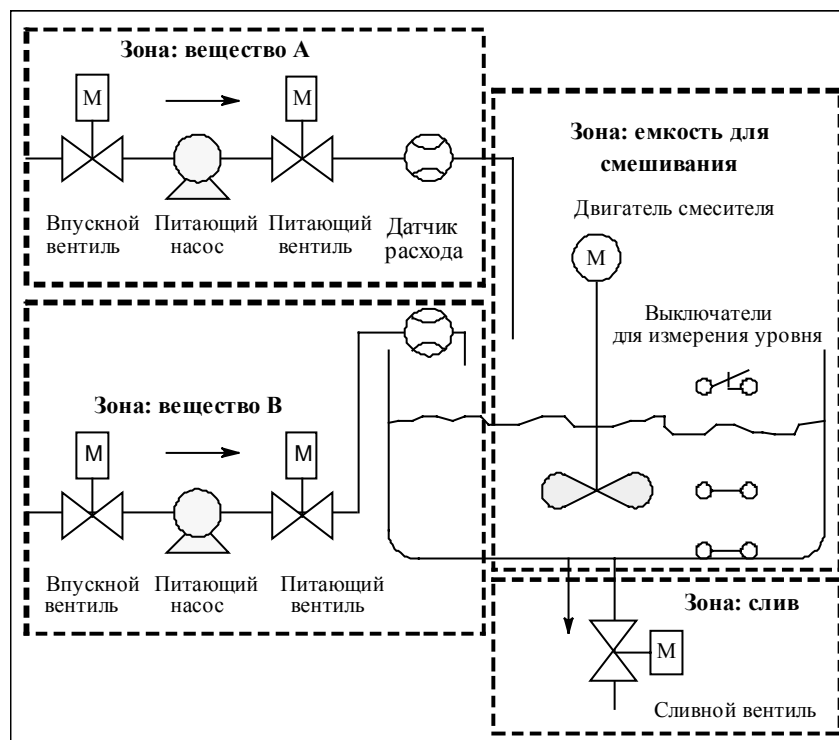 Зона: вещество А
М
М
Впускной
вентиль
Питающий
насос
Питающий
вентиль
Датчик
расхода
Зона: емкость для
смешивания
Двигатель смесителя
М
Выключатели
для измерения уровня
Зона: вещество В
М
М
Впускной
вентиль
Питающий
насос
Питающий
вентиль
Зона: слив
М
Сливной вентиль